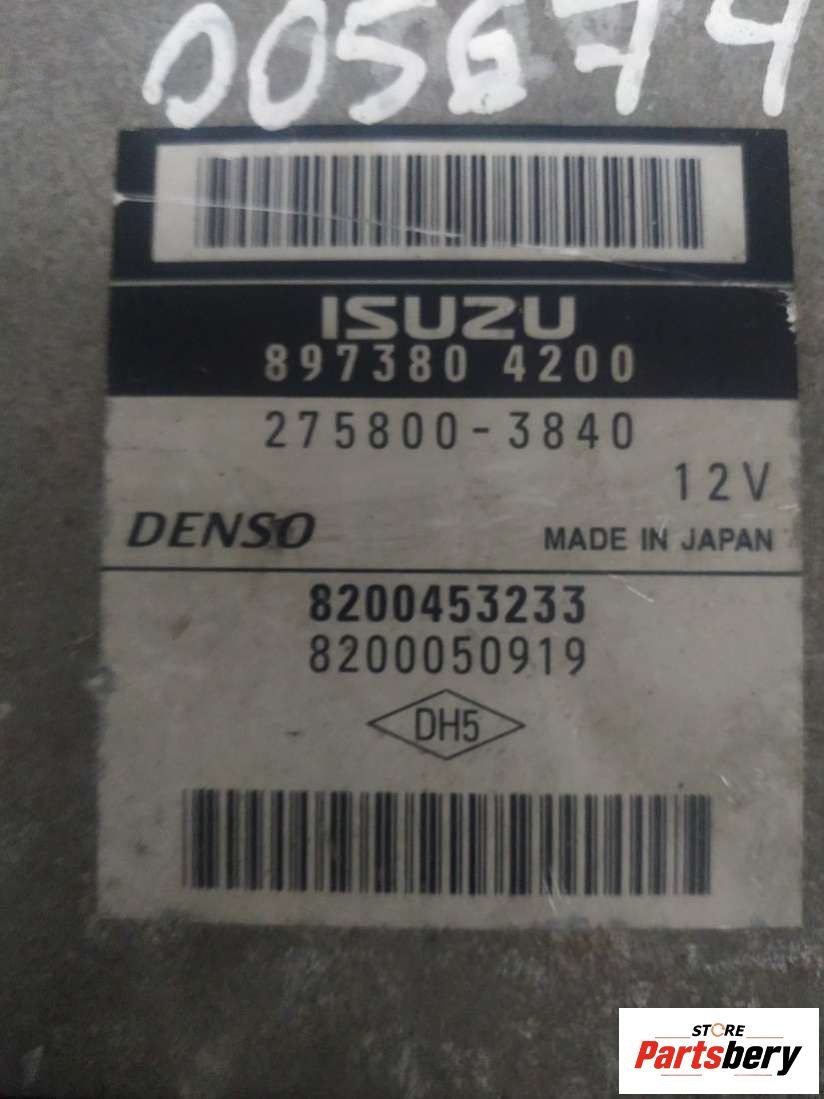 005674
ISUZU
897380 4200
275800-3840
12V
DENSO MADE IN JAPAN
8200453233
8200050919
DH5
STORE
Partsbery